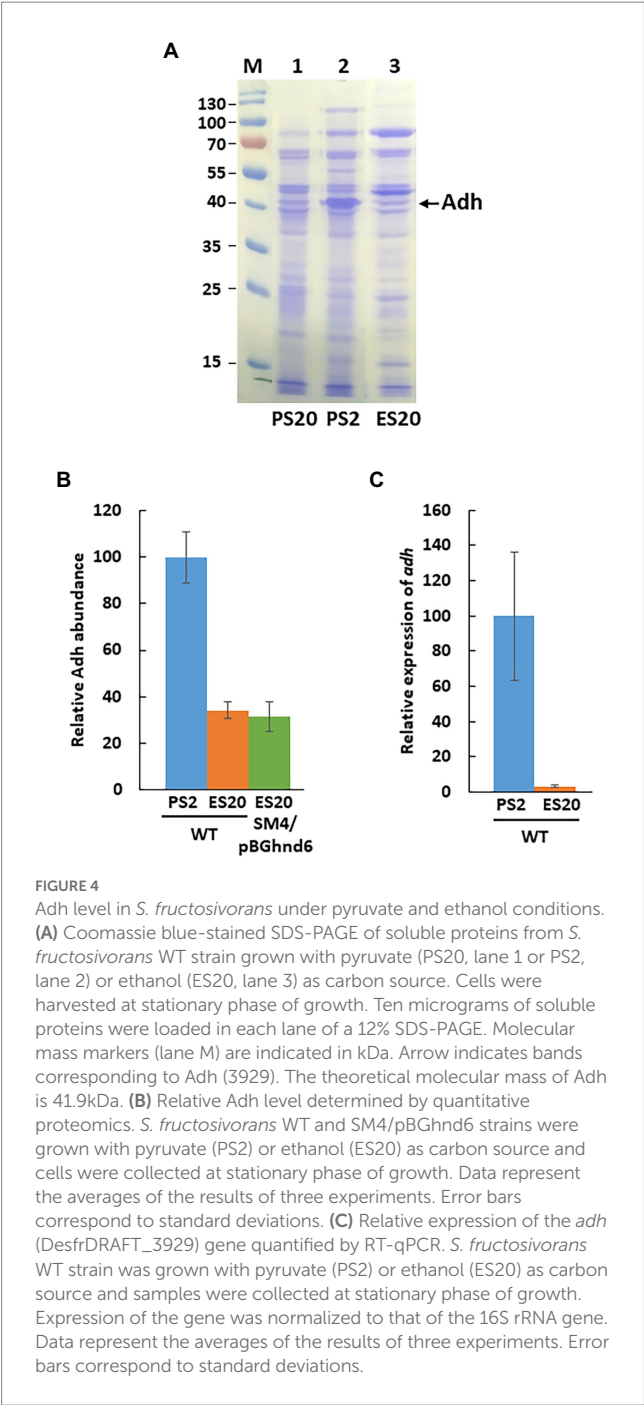 A
M 1 2 3
130
100
70
55
40
35
25
15
Adh
PS20 PS2 ES20
B
Relative Adh abundance
120
100
80
60
40
20
0
PS2 ES20 ES20
WT SM4/
pBGhnd6
C
Relative expression of adh
160
140
120
100
80
60
40
20
0
PS2 ES20
WT
FIGURE 4
Adh level in S. fructosivorans under pyruvate and ethanol conditions.
(A) Coomassie blue-stained SDS-PAGE of soluble proteins from S.
fructosivorans WT strain grown with pyruvate (PS20, lane 1 or PS2,
lane 2) or ethanol (ES20, lane 3) as carbon source. Cells were
harvested at stationary phase of growth. Ten micrograms of soluble
proteins were loaded in each lane of a 12% SDS-PAGE. Molecular
mass markers (lane M) are indicated in kDa. Arrow indicates bands
corresponding to Adh (3929). The theoretical molecular mass of Adh
is 41.9kDa. (B) Relative Adh level determined by quantitative
proteomics. S. fructosivorans WT and SM4/pBGhnd6 strains were
grown with pyruvate (PS2) or ethanol (ES20) as carbon source and
cells were collected at stationary phase of growth. Data represent
the averages of the results of three experiments. Error bars
correspond to standard deviations. (C) Relative expression of the adh
(DesfrDRAFT_3929) gene quantified by RT-qPCR. S. fructosivorans
WT strain was grown with pyruvate (PS2) or ethanol (ES20) as carbon
source and samples were collected at stationary phase of growth.
Expression of the gene was normalized to that of the 16S rRNA gene.
Data represent the averages of the results of three experiments. Error
bars correspond to standard deviations.